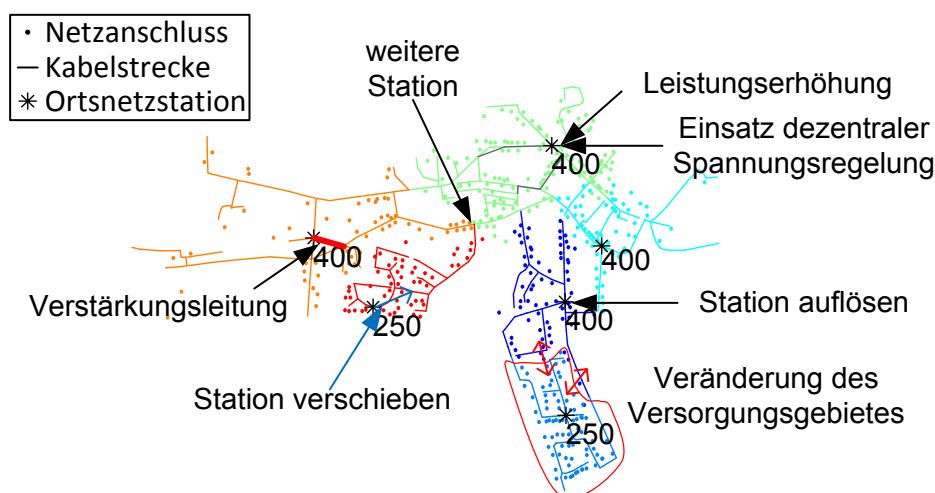 Netzanschluss
Kabelstrecke
Ortsnetzstation
weitere
Station
Leistungserhöhung
Einsatz dezentraler
Spannungsregelung
400
400
400
Verstärkungsleitung
250
Station verschieben
400
Station auflösen
Veränderung des
Versorgungsgebietes
250